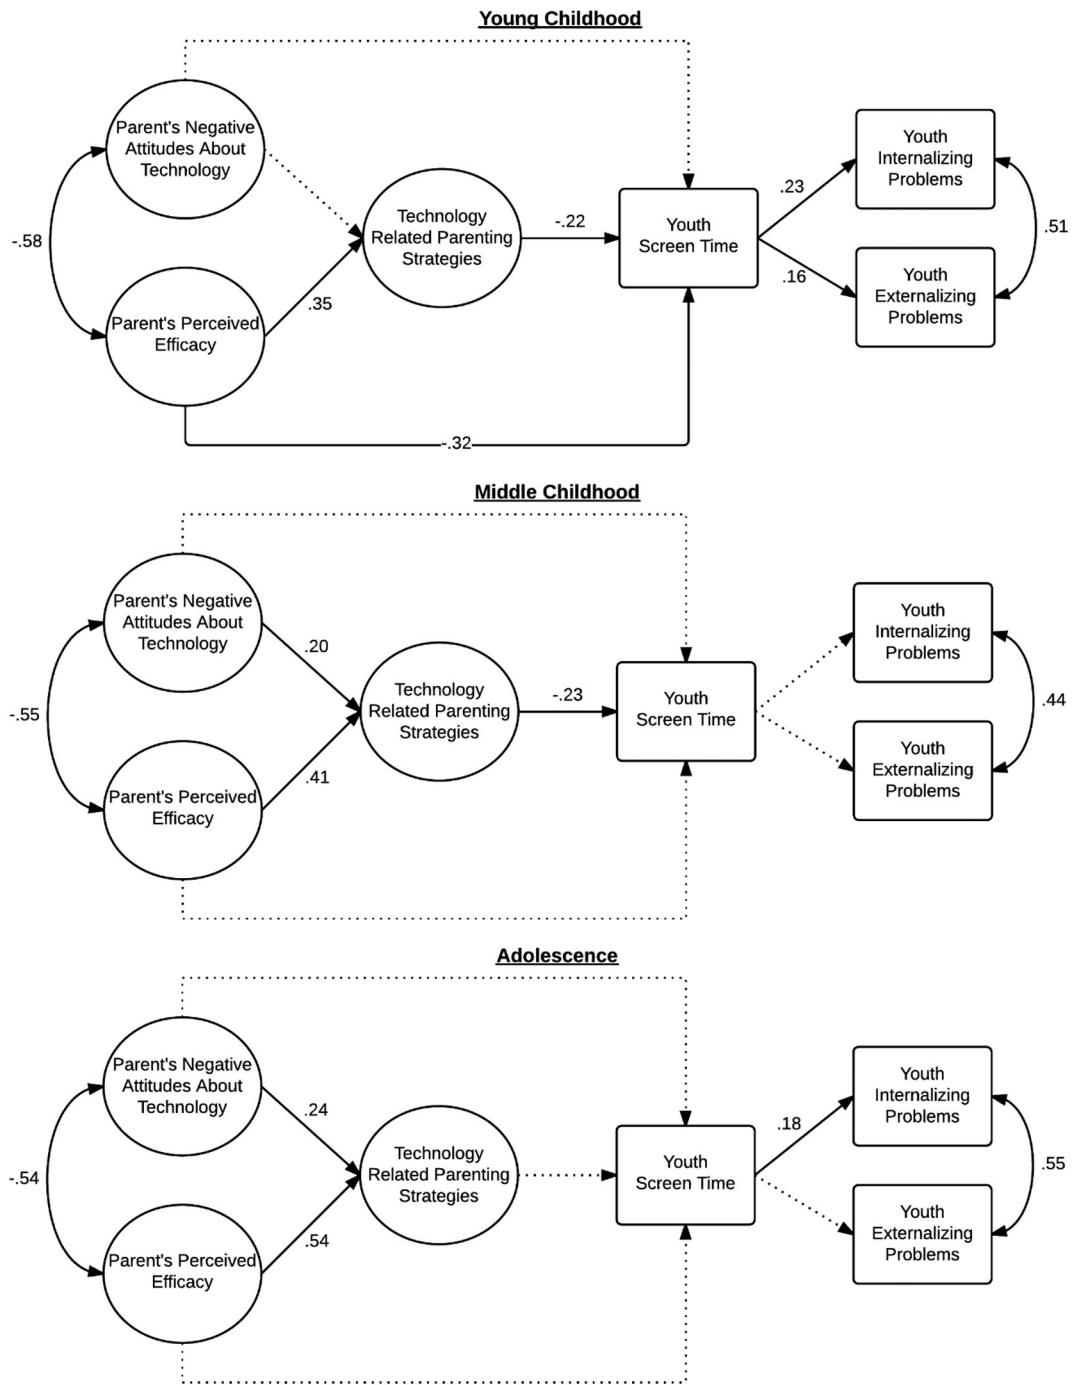 Young Childhood
Parent's Negative
Attitudes About
Technology
-.58
Parent's Perceived
Efficacy
.35
Technology
Related Parenting
Strategies
-.22
Youth
Screen Time
-.32
.23
.16
Youth
Internalizing
Problems
Youth
Externalizing
Problems
.51
Middle Childhood
Parent's Negative
Attitudes About
Technology
-.55
Parent's Perceived
Efficacy
.20
.41
Technology
Related Parenting
Strategies
-.23
Youth
Screen Time
Youth
Internalizing
Problems
Youth
Externalizing
Problems
.44
Adolescence
Parent's Negative
Attitudes About
Technology
-.54
Parent's Perceived
Efficacy
.24
.54
Technology
Related Parenting
Strategies
Youth
Screen Time
.18
Youth
Internalizing
Problems
Youth
Externalizing
Problems
.55